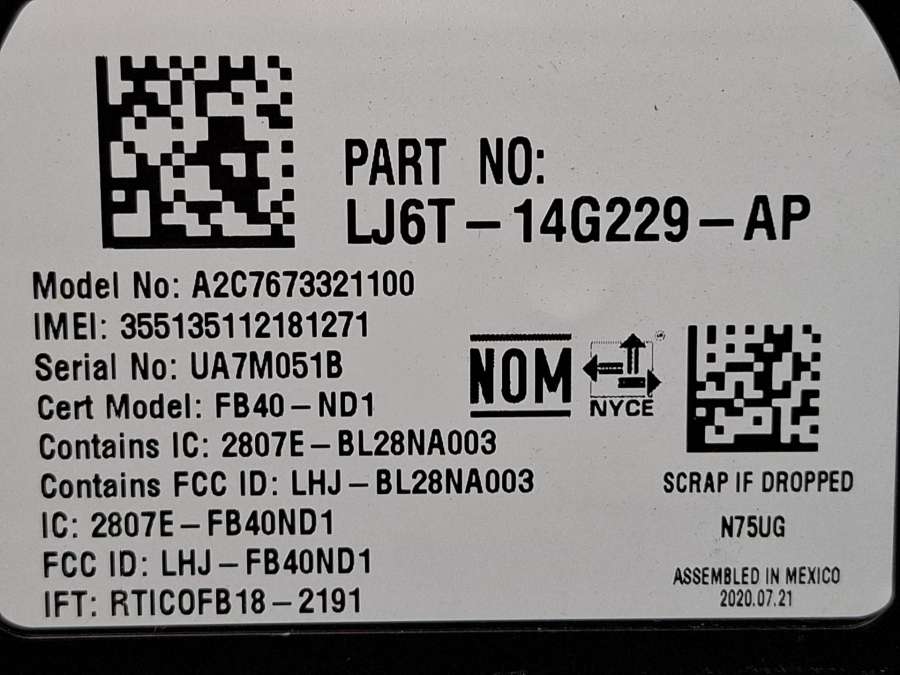 PART NO:
LJ6T-14G229-AP
Model No: A2C7673321100
IMEI: 355135112181271
Serial No: UA7M051B
Cert Model: FB40-ND1
Contains IC: 2807E-BL28NA003
Contains FCC ID: LHJ-BL28NA003
IC: 2807E-FB40ND1
FCC ID: LHJ-FB40ND1
IFT: RTICOFB18-2191
NOM
NYCE
SCRAP IF DROPPED
N75UG
ASSEMBLED IN MEXICO
2020.07.21